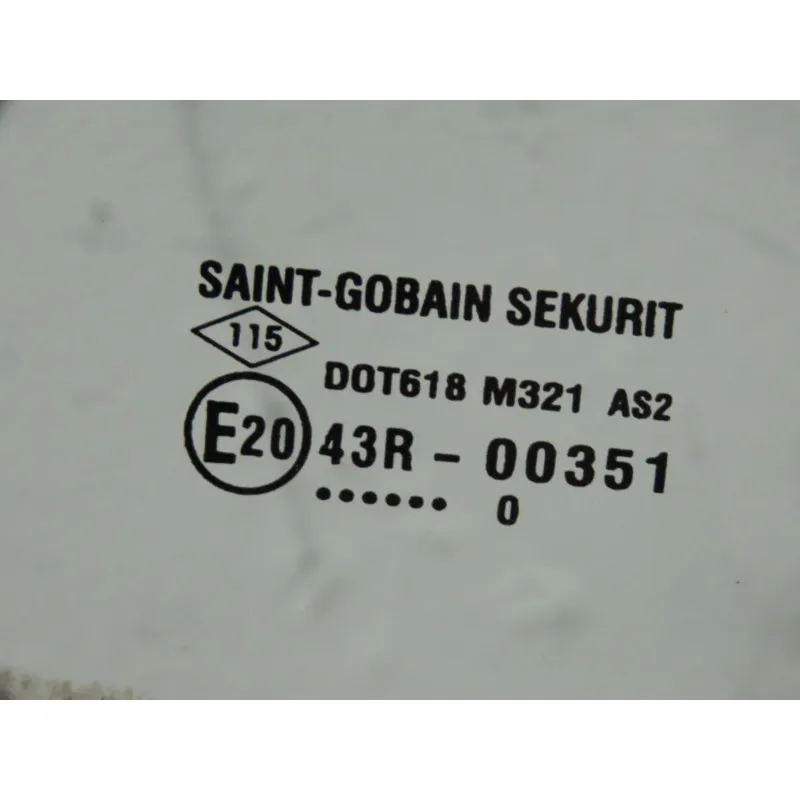 SAINT-GOBAIN SEKURIT
115
DOT618 M321 AS2
E20 43R - 00351
...... 0